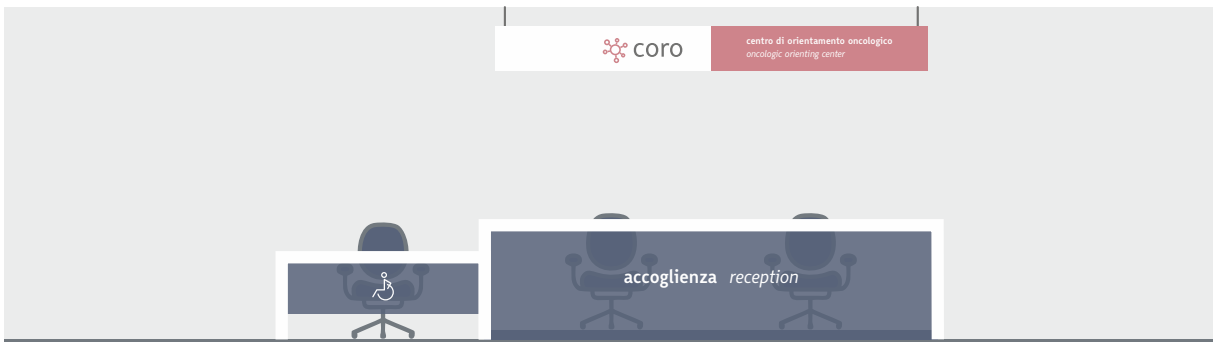 coro
centro di orientamento oncologico
oncologic orienting center
accoglienza reception